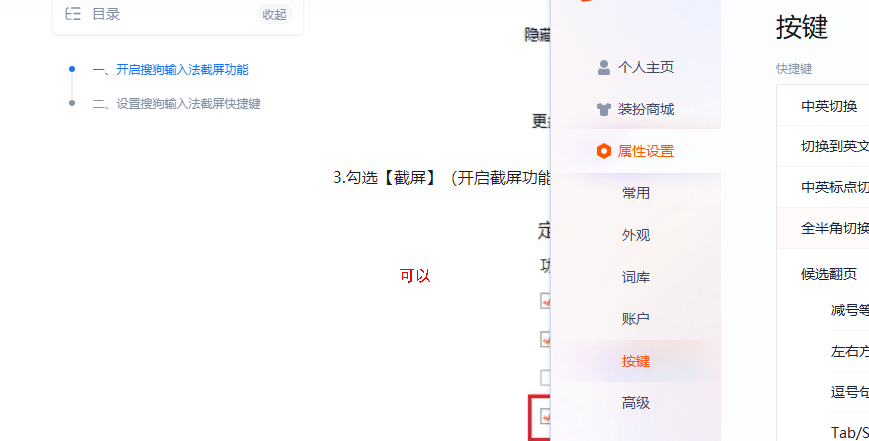 目录
收起
一、开启搜狗输入法截屏功能
二、设置搜狗输入法截屏快捷键
隐藏
更多
3.勾选【截屏】（开启截屏功能
可以
个人主页
装扮商城
属性设置
常用
外观
词库
账户
按键
高级
按键
快捷键
中英切换
切换到英文
中英标点切
全半角切换
候选翻页
减号等
左右方
逗号句
Tab/S